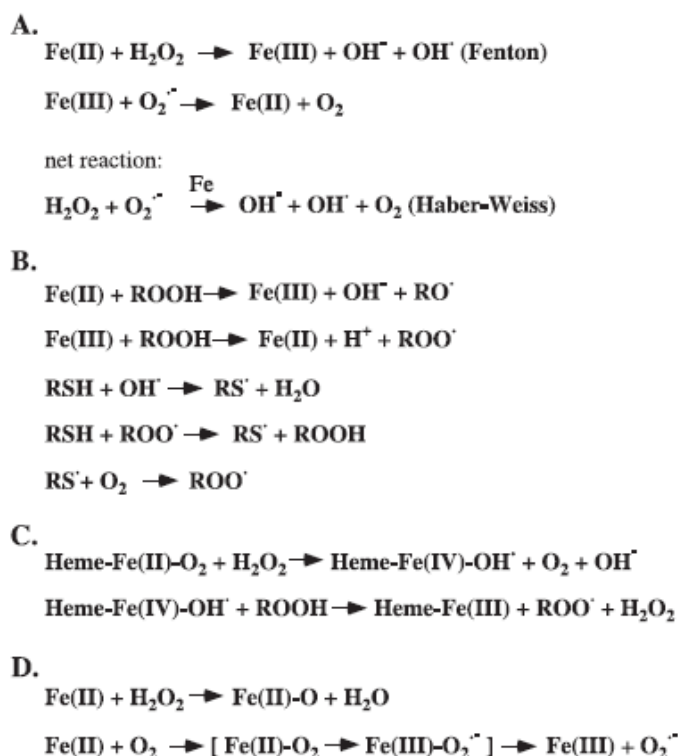 A.
Fe(II) + H₂O₂ → Fe(III) + OH⁻ + OH˙ (Fenton)
Fe(III) + O₂˙⁻ → Fe(II) + O₂
net reaction:
Fe
H₂O₂ + O₂˙⁻ → OH⁻ + OH˙ + O₂ (Haber-Weiss)
B.
Fe(II) + ROOH → Fe(III) + OH⁻ + RO˙
Fe(III) + ROOH → Fe(II) + H⁺ + ROO˙
RSH + OH˙ → RS˙ + H₂O
RSH + ROO˙ → RS˙ + ROOH
RS˙ + O₂ → ROO˙
C.
Heme-Fe(II)-O₂ + H₂O₂ → Heme-Fe(IV)-OH˙ + O₂ + OH⁻
Heme-Fe(IV)-OH˙ + ROOH → Heme-Fe(III) + ROO˙ + H₂O₂
D.
Fe(II) + H₂O₂ → Fe(II)-O + H₂O
Fe(II) + O₂ → [ Fe(II)-O₂ → Fe(III)-O₂˙⁻ ] → Fe(III) + O₂˙⁻